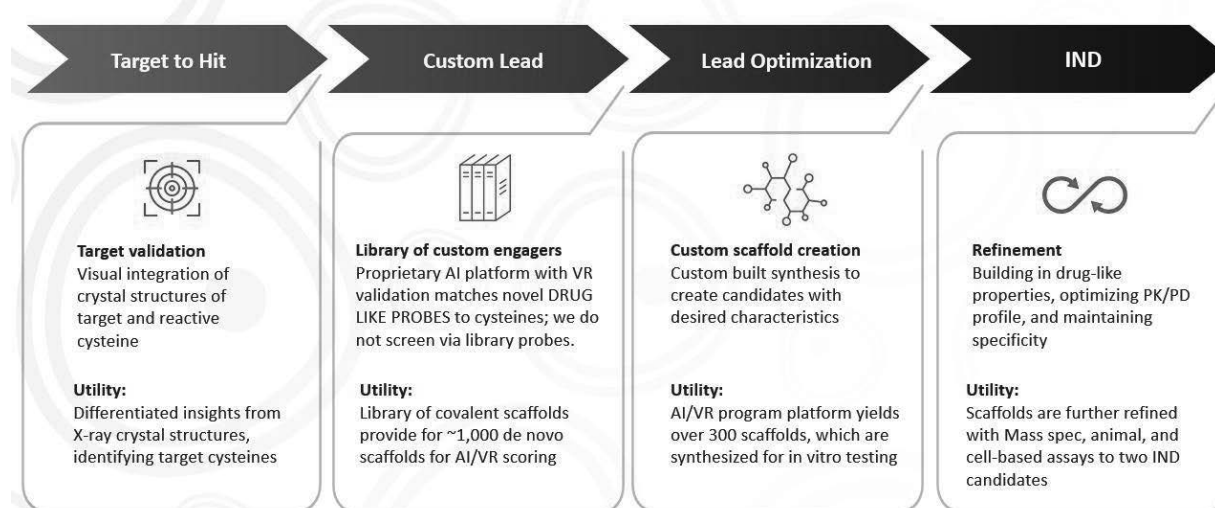 Target to Hit
Custom Lead
Lead Optimization
IND
Target validation
Visual integration of
crystal structures of
target and reactive
cysteine
Utility:
Differentiated insights from
X-ray crystal structures,
identifying target cysteines
Library of custom engagers
Proprietary AI platform with VR
validation matches novel DRUG
LIKE PROBES to cysteines; we do
not screen via library probes.
Utility:
Library of covalent scaffolds
provide for ~1,000 de novo
scaffolds for AI/VR scoring
Custom scaffold creation
Custom built synthesis to
create candidates with
desired characteristics
Utility:
AI/VR program platform yields
over 300 scaffolds, which are
synthesized for in vitro testing
Refinement
Building in drug-like
properties, optimizing PK/PD
profile, and maintaining
specificity
Utility:
Scaffolds are further refined
with Mass spec, animal, and
cell-based assays to two IND
candidates